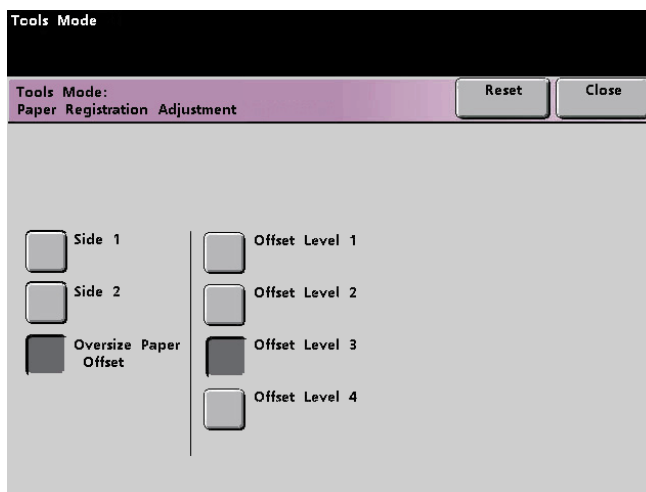 Tools Mode
Tools Mode:
Paper Registration Adjustment
Reset
Close
Side 1
Side 2
Oversize Paper
Offset
Offset Level 1
Offset Level 2
Offset Level 3
Offset Level 4